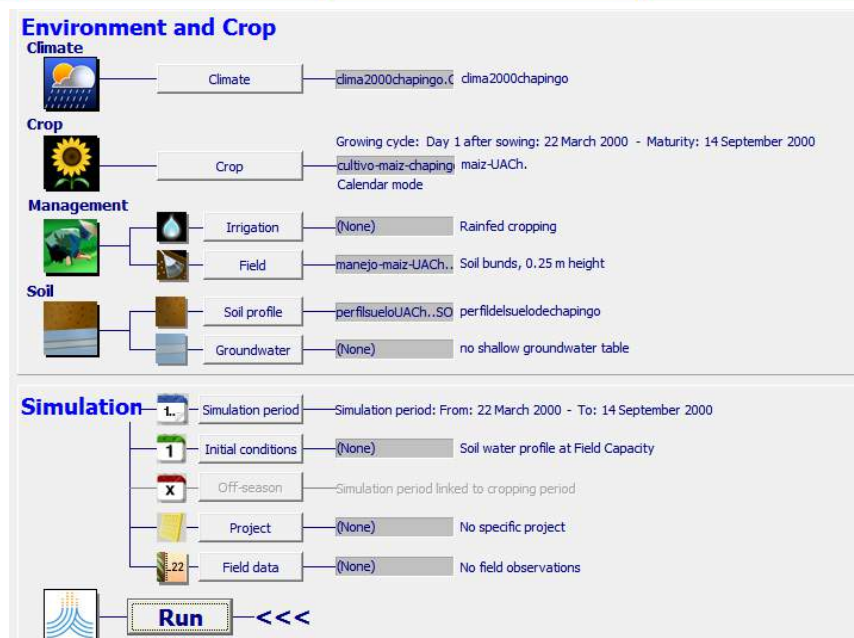 Environment and Crop
Climate
Climate clima2000chapingo.C clima2000chapingo
Crop
Growing cycle: Day 1 after sowing: 22 March 2000 - Maturity: 14 September 2000
Crop cultivo-maiz-chaping maiz-UACh.
Calendar mode
Management
Irrigation (None) Rainfed cropping
Field manejo-maiz-UACh.. Soil bunds, 0.25 m height
Soil
Soil profile perfilsueloUACh..SO perfildelsuelodechapingo
Groundwater (None) no shallow groundwater table
Simulation 1.. Simulation period Simulation period: From: 22 March 2000 - To: 14 September 2000
1 Initial conditions (None) Soil water profile at Field Capacity
X Off-season Simulation period linked to cropping period
Project (None) No specific project
.22 Field data (None) No field observations
Run <<<